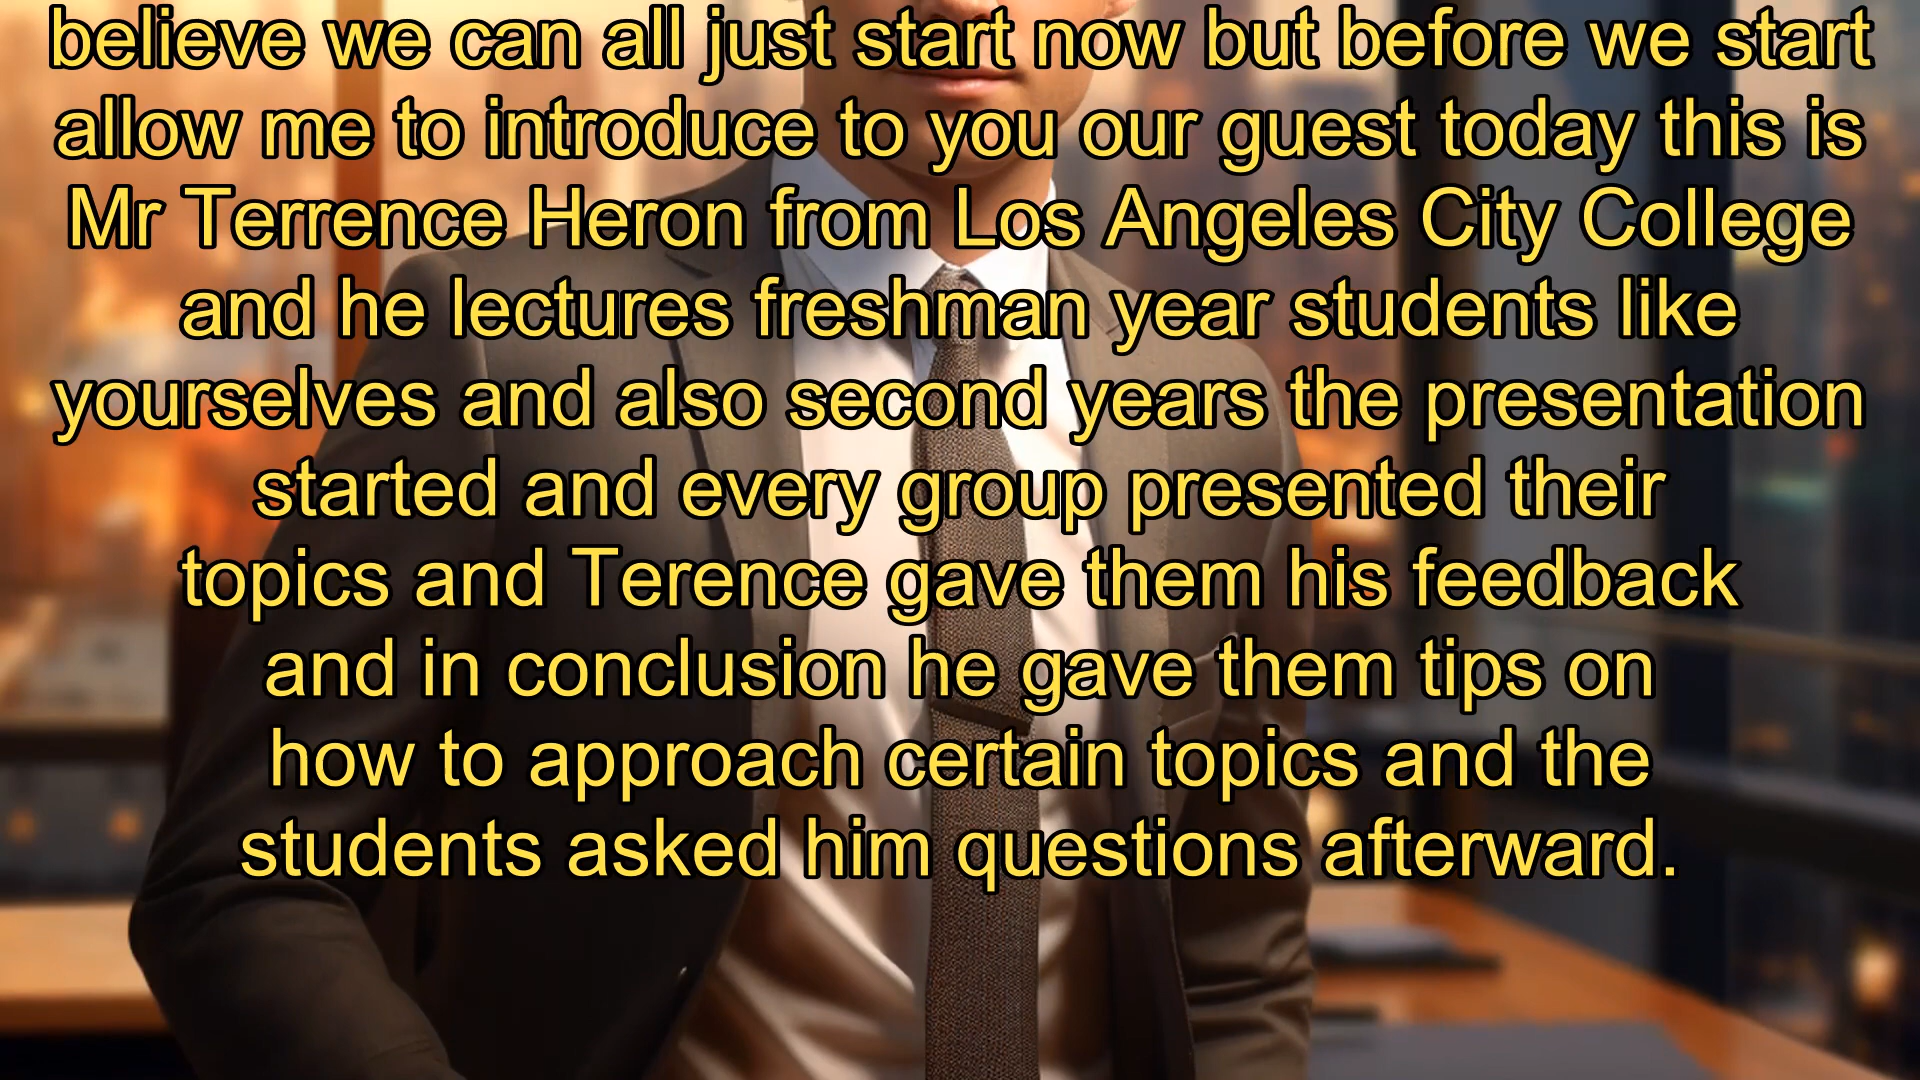 believe we can all just start now but before we start
allow me to introduce to you our guest today this is
Mr Terrence Heron from Los Angeles City College
and he lectures freshman year students like
yourselves and also second years the presentation
started and every group presented their
topics and Terence gave them his feedback
and in conclusion he gave them tips on
how to approach certain topics and the
students asked him questions afterward.